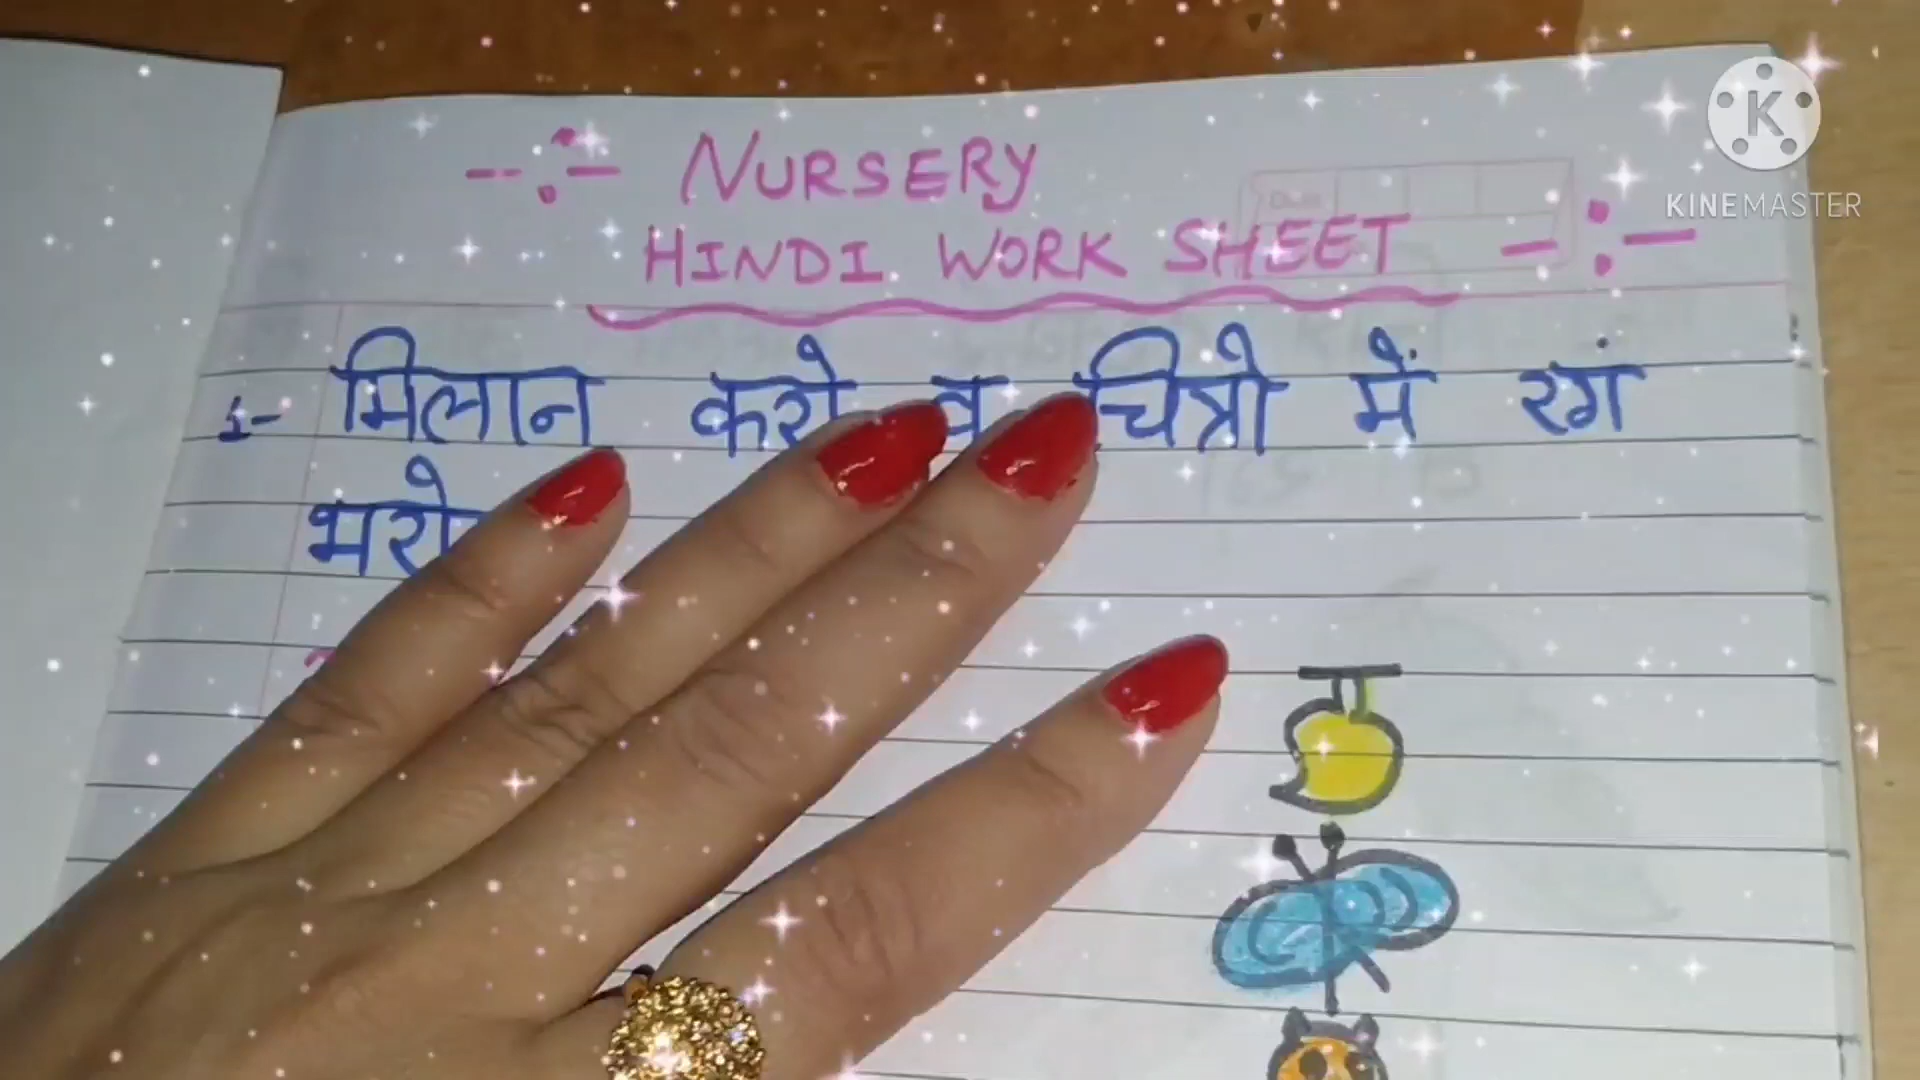 --:- NURSERY
HINDI WORK SHEET -:-
1- मिलान करो व चित्रो में रंग
भरो
K
KINEMASTER